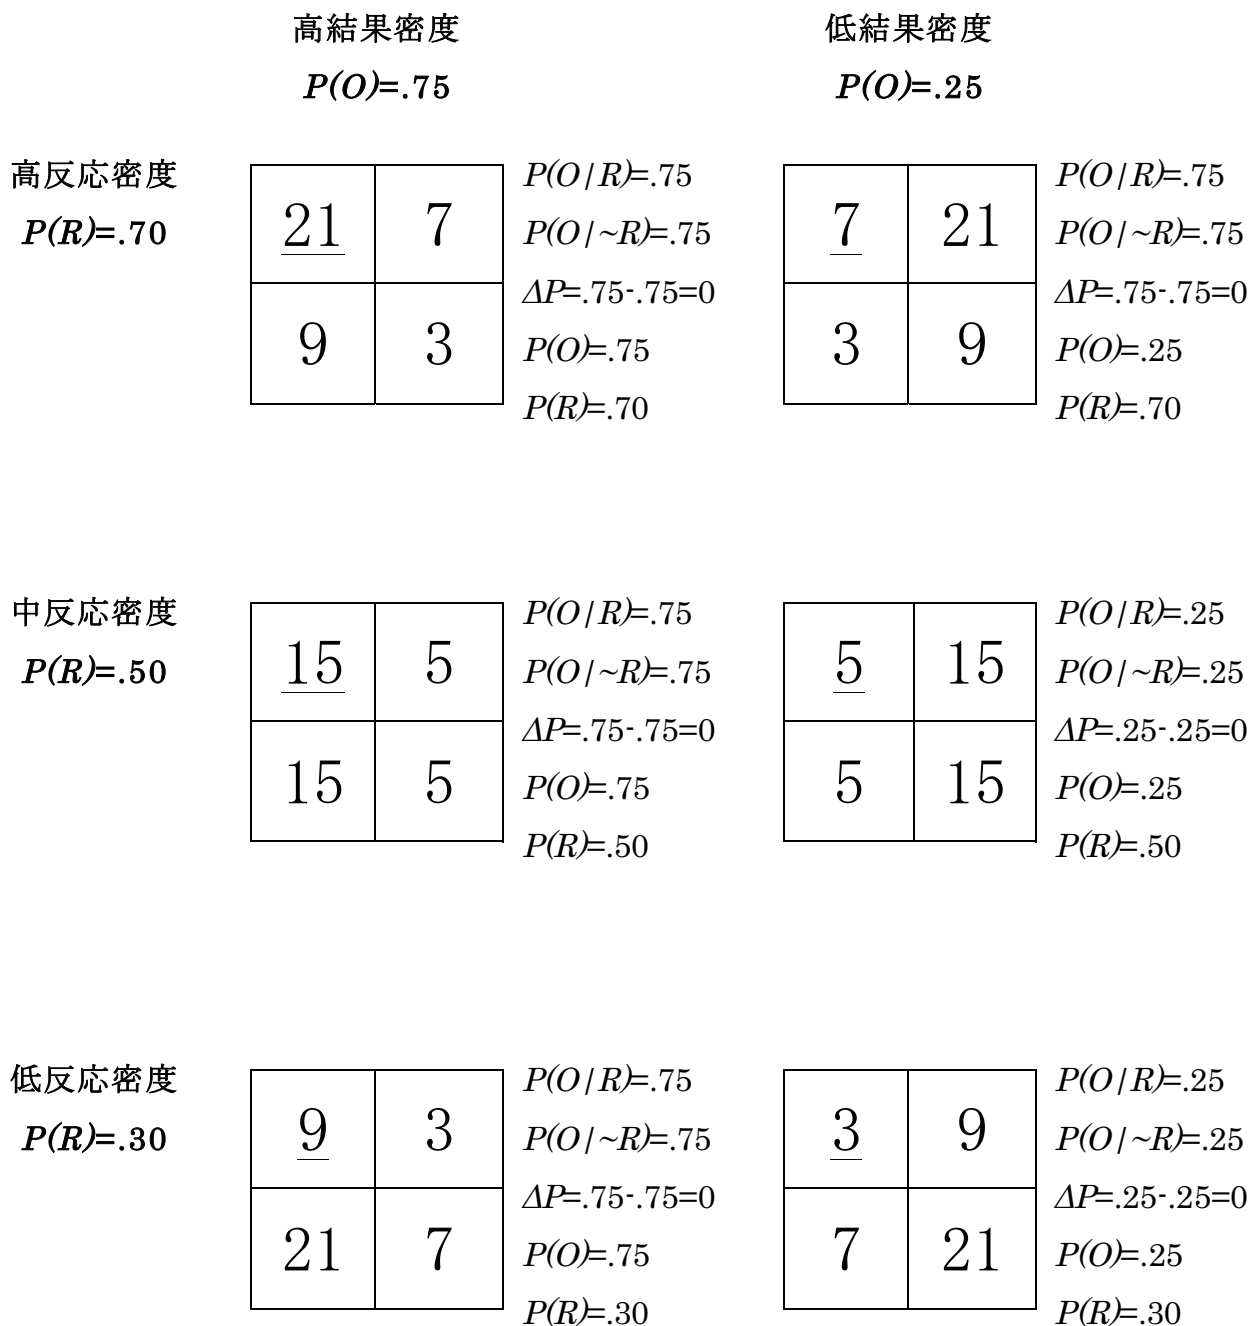 高結果密度 低結果密度
P(O)=.75 P(O)=.25
高反応密度
P(R)=.70
21 7
9 3
P(O/R)=.75
P(O/~R)=.75
ΔP=.75-.75=0
P(O)=.75
P(R)=.70
7 21
3 9
P(O/R)=.75
P(O/~R)=.75
ΔP=.75-.75=0
P(O)=.25
P(R)=.70
中反応密度
P(R)=.50
15 5
15 5
P(O/R)=.75
P(O/~R)=.75
ΔP=.75-.75=0
P(O)=.75
P(R)=.50
5 15
5 15
P(O/R)=.25
P(O/~R)=.25
ΔP=.25-.25=0
P(O)=.25
P(R)=.50
低反応密度
P(R)=.30
9 3
21 7
P(O/R)=.75
P(O/~R)=.75
ΔP=.75-.75=0
P(O)=.75
P(R)=.30
3 9
7 21
P(O/R)=.25
P(O/~R)=.25
ΔP=.25-.25=0
P(O)=.25
P(R)=.30